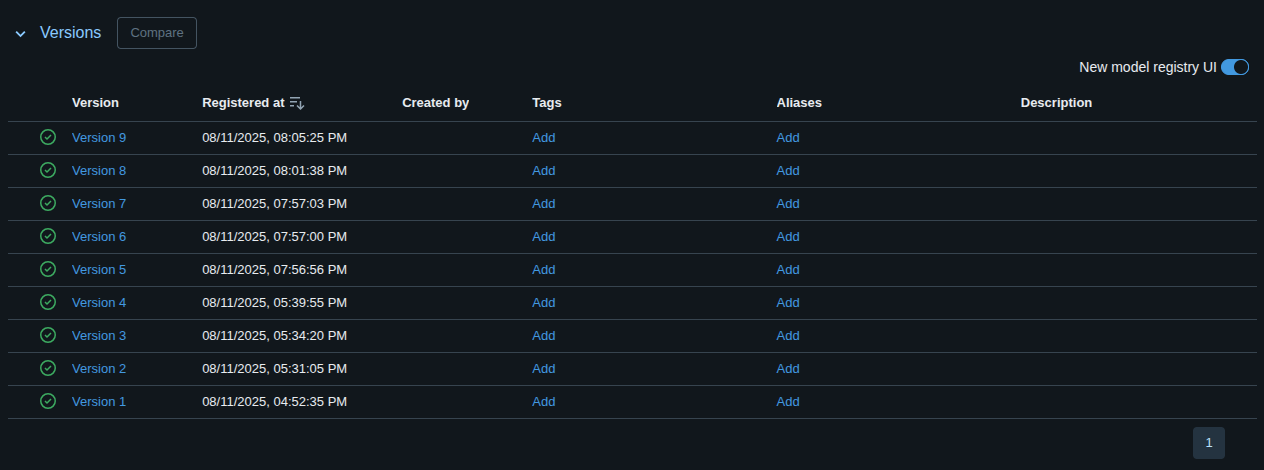 Versions Compare
New model registry UI
Version Registered at Created by Tags Aliases Description
Version 9 08/11/2025, 08:05:25 PM Add Add
Version 8 08/11/2025, 08:01:38 PM Add Add
Version 7 08/11/2025, 07:57:03 PM Add Add
Version 6 08/11/2025, 07:57:00 PM Add Add
Version 5 08/11/2025, 07:56:56 PM Add Add
Version 4 08/11/2025, 05:39:55 PM Add Add
Version 3 08/11/2025, 05:34:20 PM Add Add
Version 2 08/11/2025, 05:31:05 PM Add Add
Version 1 08/11/2025, 04:52:35 PM Add Add
1